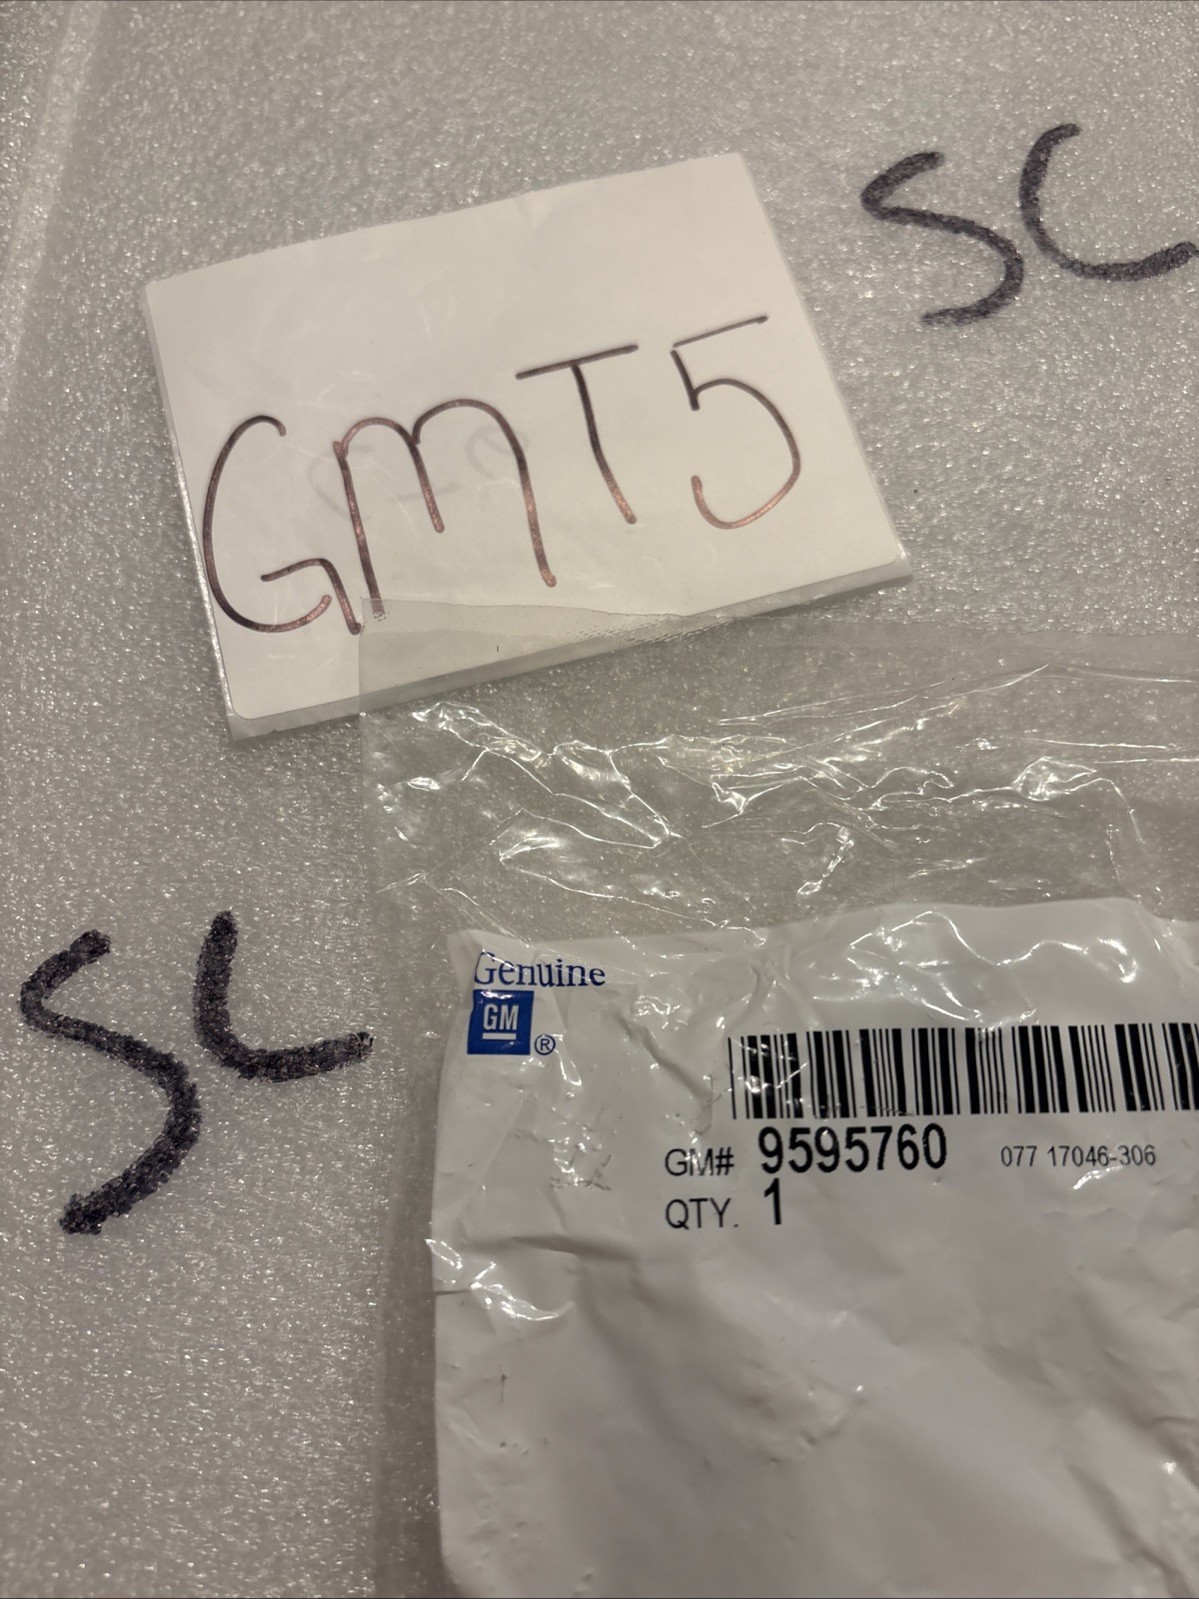 SC
GMT5
SC
Genuine
GM
®
GM# 9595760 077 17046-306
QTY. 1